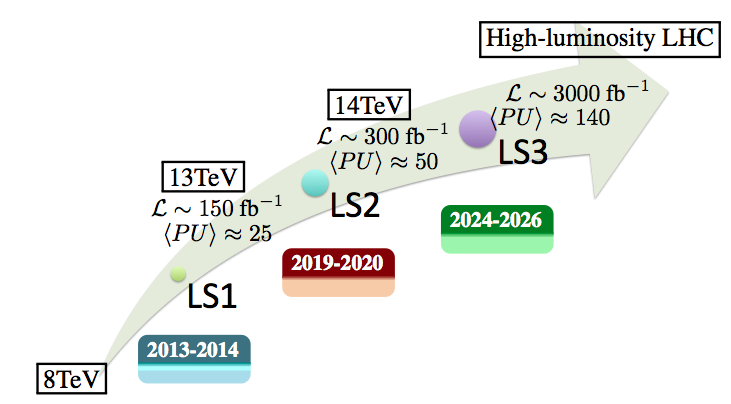 High-luminosity LHC
ℒ ∼ 3000 fb⁻¹
⟨PU⟩ ≈ 140
LS3
2024-2026
14TeV
ℒ ∼ 300 fb⁻¹
⟨PU⟩ ≈ 50
LS2
2019-2020
13TeV
ℒ ∼ 150 fb⁻¹
⟨PU⟩ ≈ 25
LS1
2013-2014
8TeV